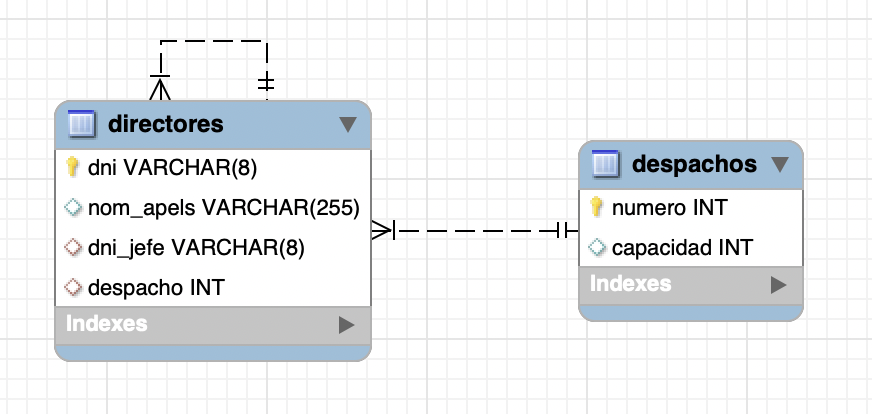 directores
dni VARCHAR(8)
nom_apels VARCHAR(255)
dni_jefe VARCHAR(8)
despacho INT
Indexes
despachos
numero INT
capacidad INT
Indexes